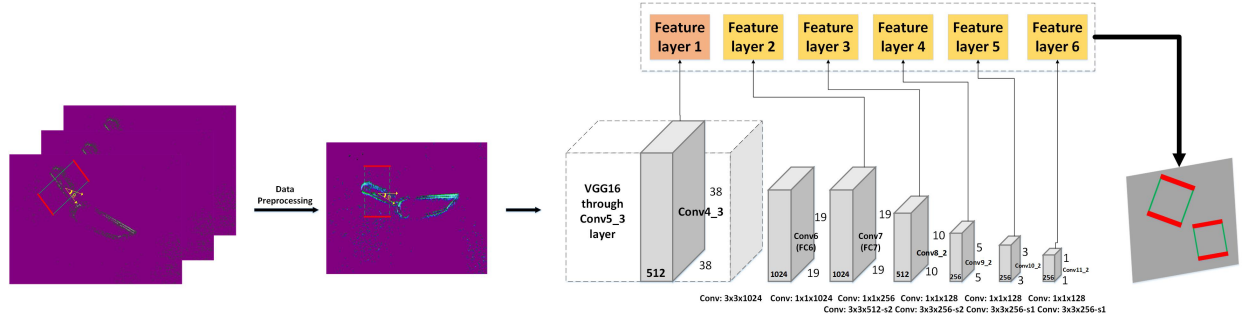 Feature
layer 1
Feature
layer 2
Feature
layer 3
Feature
layer 4
Feature
layer 5
Feature
layer 6
Data
Preprocessing
VGG16
through
Conv5_3
layer
Conv4_3
38
38
512
Conv6
(FC6)
19
19
1024
Conv7
(FC7)
19
19
1024
Conv8_2
10
10
512
Conv9_2
5
5
256
Conv10_2
3
3
256
Conv11_2
1
1
256
Conv: 3x3x1024
Conv: 1x1x1024
Conv: 1x1x256
Conv: 3x3x512-s2
Conv: 1x1x128
Conv: 3x3x256-s2
Conv: 1x1x128
Conv: 3x3x256-s1
Conv: 1x1x128
Conv: 3x3x256-s1